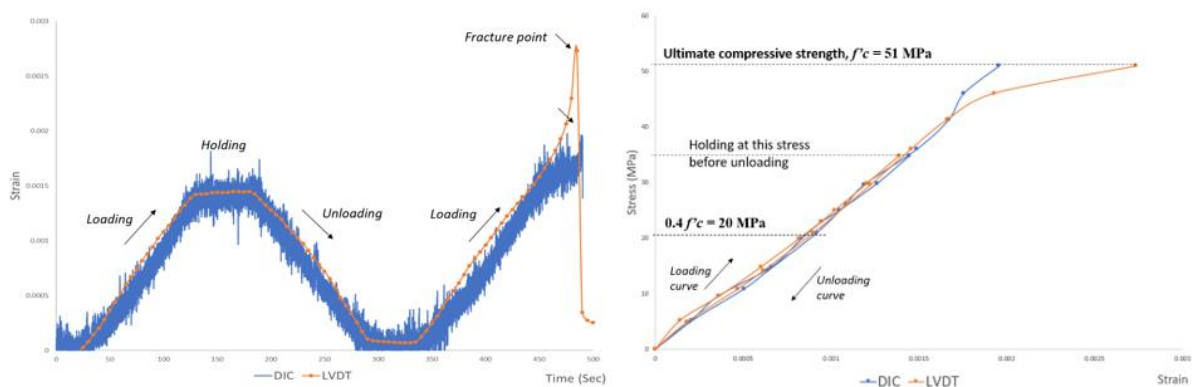 0.003
0.0025
0.002
0.0015
0.001
0.0005
0
Strain
Fracture point
Holding
Loading
Unloading
Loading
0 50 100 150 200 250 300 350 400 450 500
DIC LVDT
Time (Sec)
60
50
40
30
20
10
0
Stress (MPa)
Ultimate compressive strength, f'c = 51 MPa
Holding at this stress
before unloading
0.4 f'c = 20 MPa
Loading
curve
Unloading
curve
0 0.0005 0.001 0.0015 0.002 0.0025 0.003
DIC LVDT
Strain